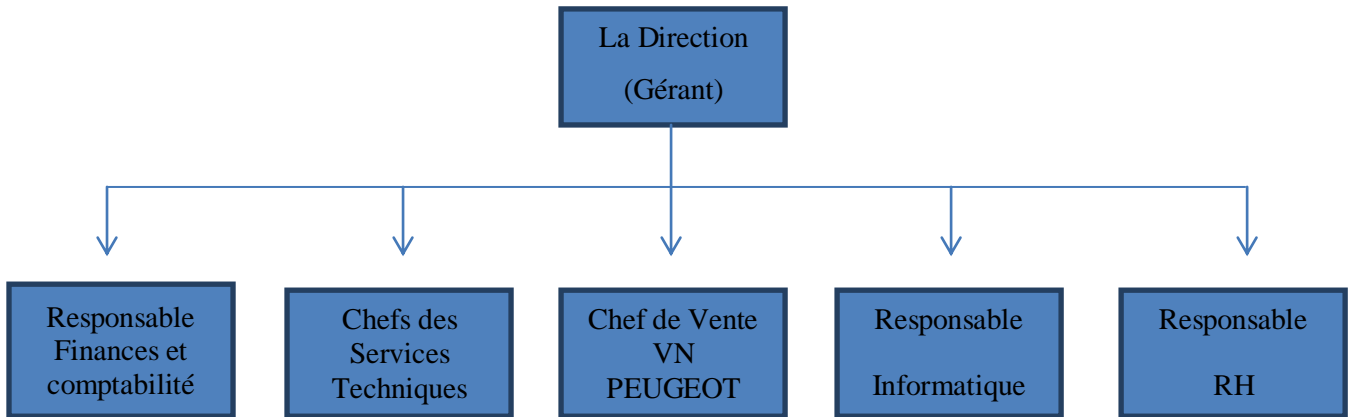 La Direction
(Gérant)
Responsable
Finances et
comptabilité
Chefs des
Services
Techniques
Chef de Vente
VN
PEUGEOT
Responsable
Informatique
Responsable
RH